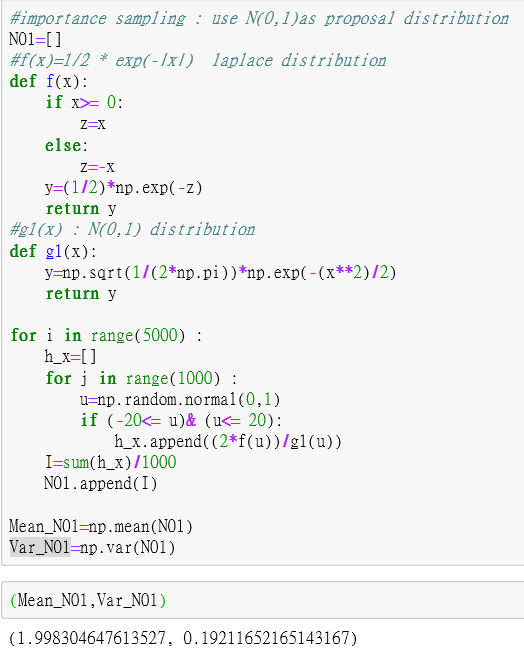 #importance sampling : use N(0,1)as proposal distribution
N01=[]
#f(x)=1/2 * exp(-|x|)  laplace distribution
def f(x):
    if x>= 0:
        z=x
    else:
        z=-x
    y=(1/2)*np.exp(-z)
    return y
#g1(x) : N(0,1) distribution
def g1(x):
    y=np.sqrt(1/(2*np.pi))*np.exp(-(x**2)/2)
    return y

for i in range(5000) :
    h_x=[]
    for j in range(1000) :
        u=np.random.normal(0,1)
        if (-20<= u)& (u<= 20):
            h_x.append((2*f(u))/g1(u))
    I=sum(h_x)/1000
    N01.append(I)

Mean_N01=np.mean(N01)
Var_N01=np.var(N01)
(Mean_N01,Var_N01)
(1.998304647613527, 0.19211652165143167)